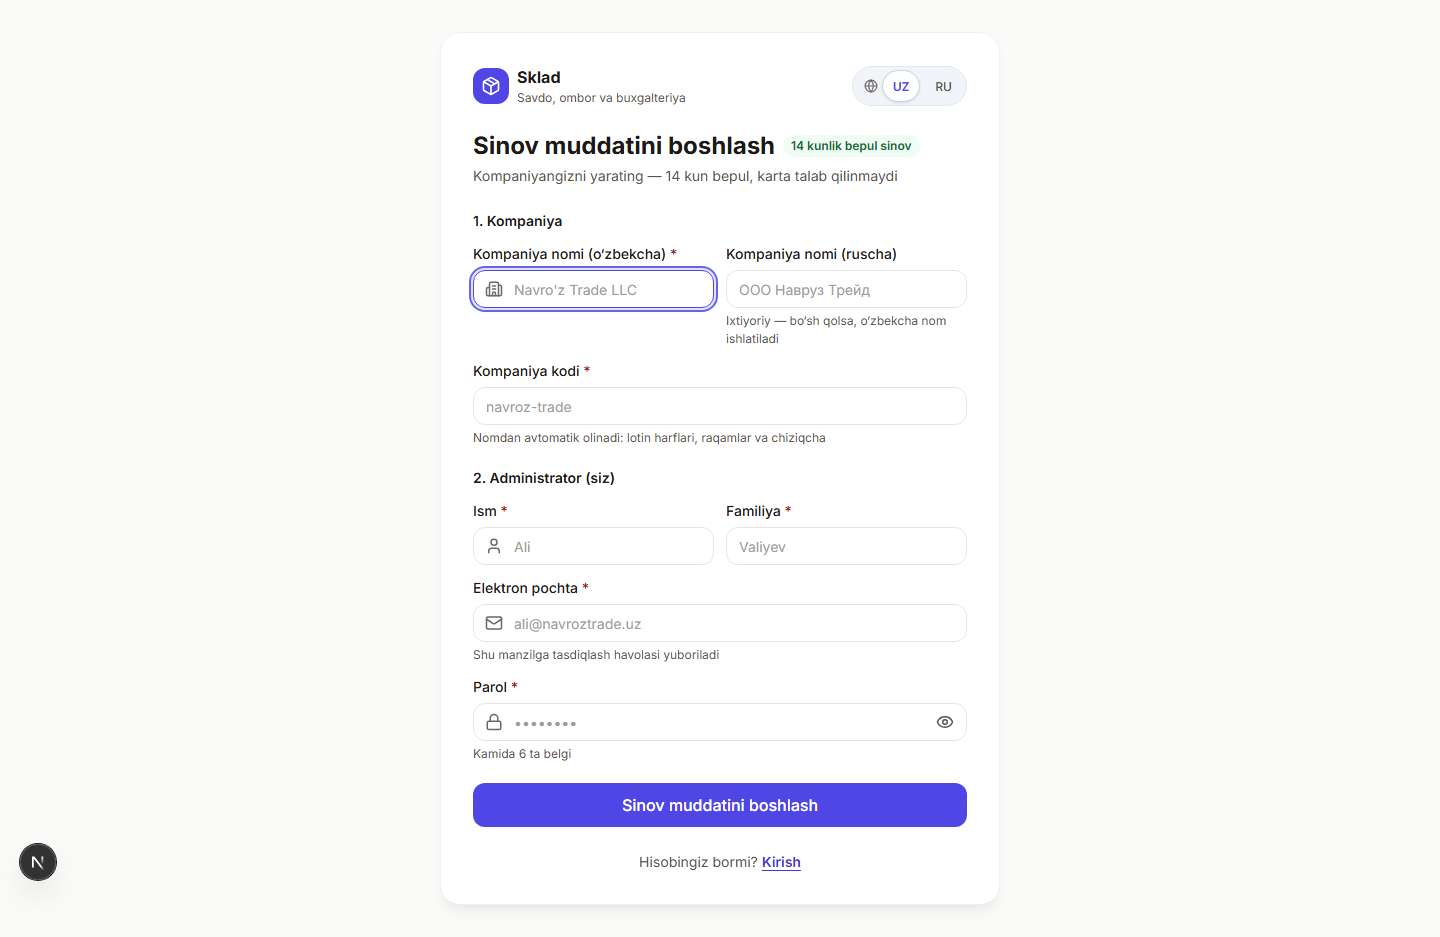 Sklad
Savdo, ombor va buxgalteriya
UZ
RU
Sinov muddatini boshlash
14 kunlik bepul sinov
Kompaniyangizni yarating — 14 kun bepul, karta talab qilinmaydi
1. Kompaniya
Kompaniya nomi (oʻzbekcha) *
Kompaniya nomi (ruscha)
Navro'z Trade LLC
ООО Навруз Трейд
Ixtiyoriy — boʻsh qolsa, oʻzbekcha nom
ishlatiladi
Kompaniya kodi *
navroz-trade
Nomdan avtomatik olinadi: lotin harflari, raqamlar va chiziqcha
2. Administrator (siz)
Ism *
Familiya *
Ali
Valiyev
Elektron pochta *
ali@navroztrade.uz
Shu manzilga tasdiqlash havolasi yuboriladi
Parol *
••••••••
Kamida 6 ta belgi
Sinov muddatini boshlash
Hisobingiz bormi? Kirish
N